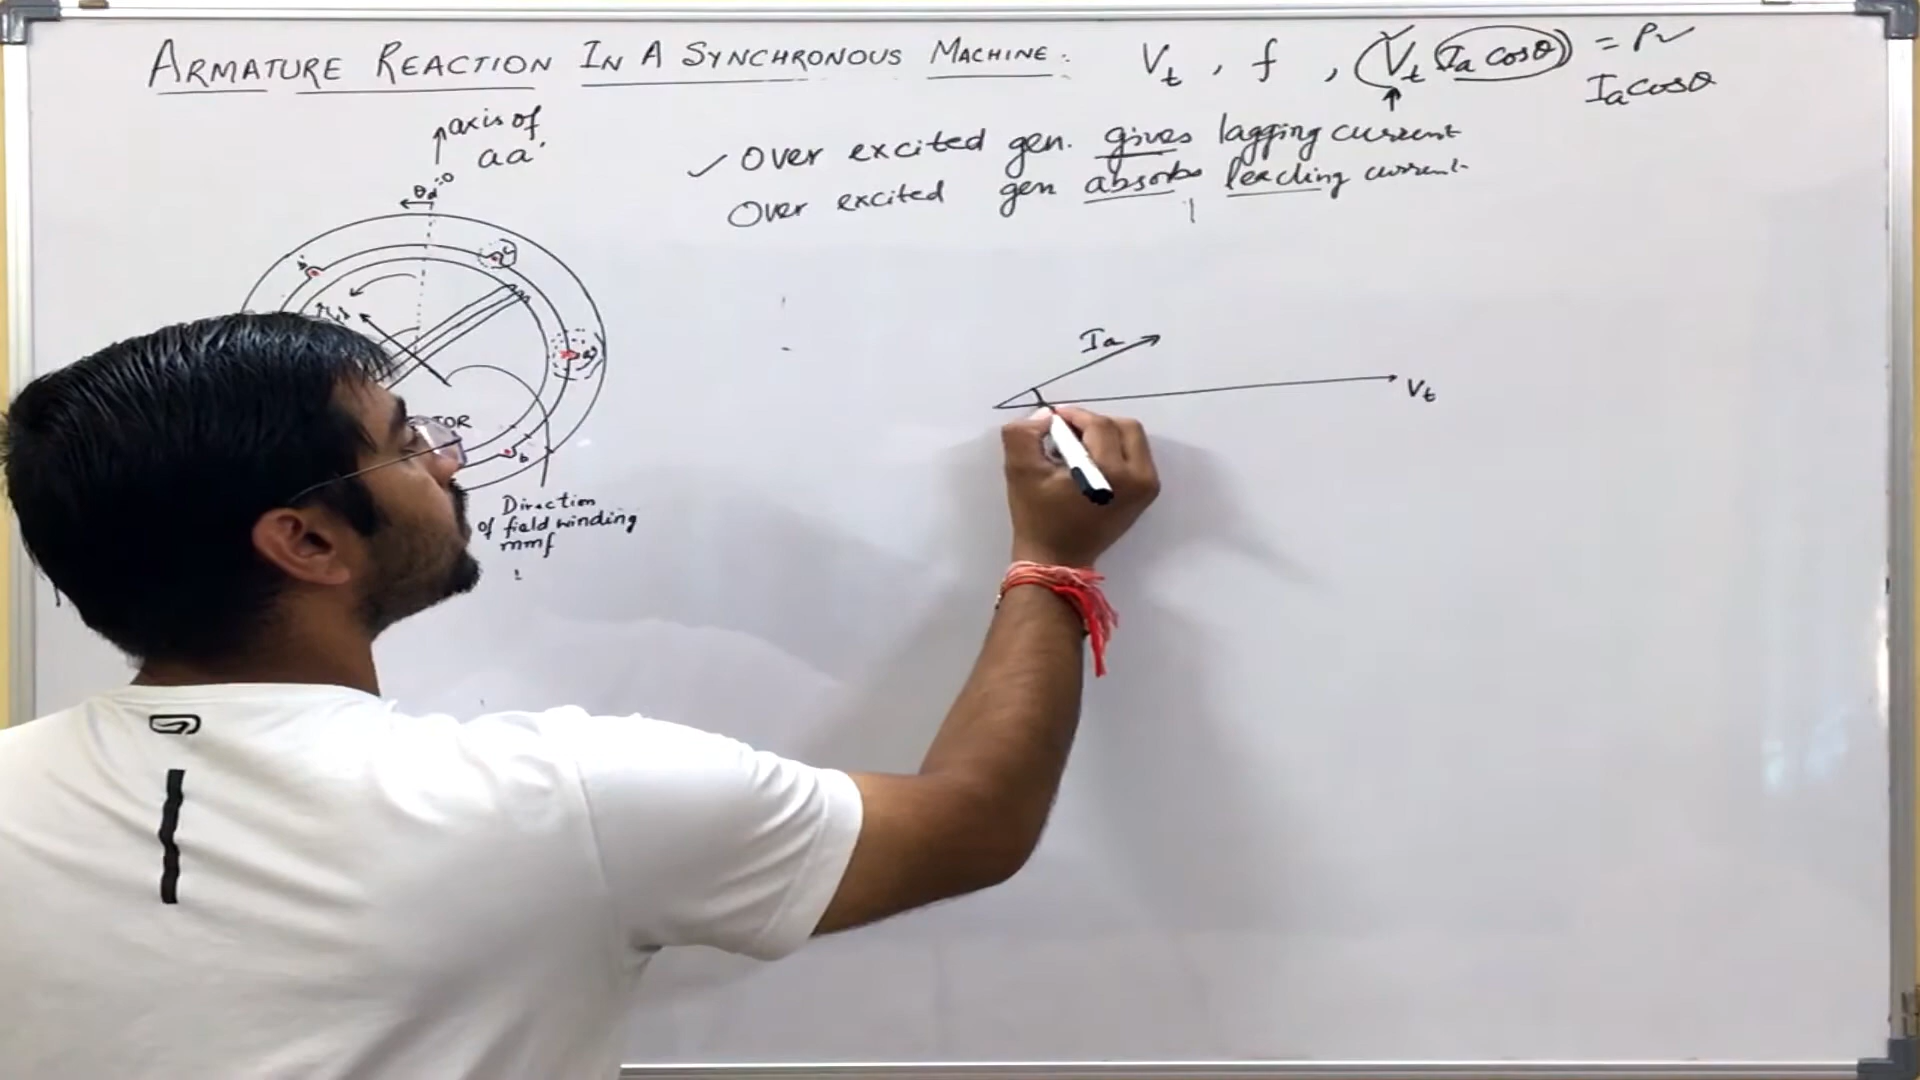 ARMATURE REACTION IN A SYNCHRONOUS MACHINE:
Vt , f , (Vt Ia cosθ) = P
Ia cosθ
axis of
aa'
θ=0
Over excited gen. gives lagging current
Over excited gen absorbs leading current
c
a'
b
Direction
of field winding
mmf
Ia
Vt